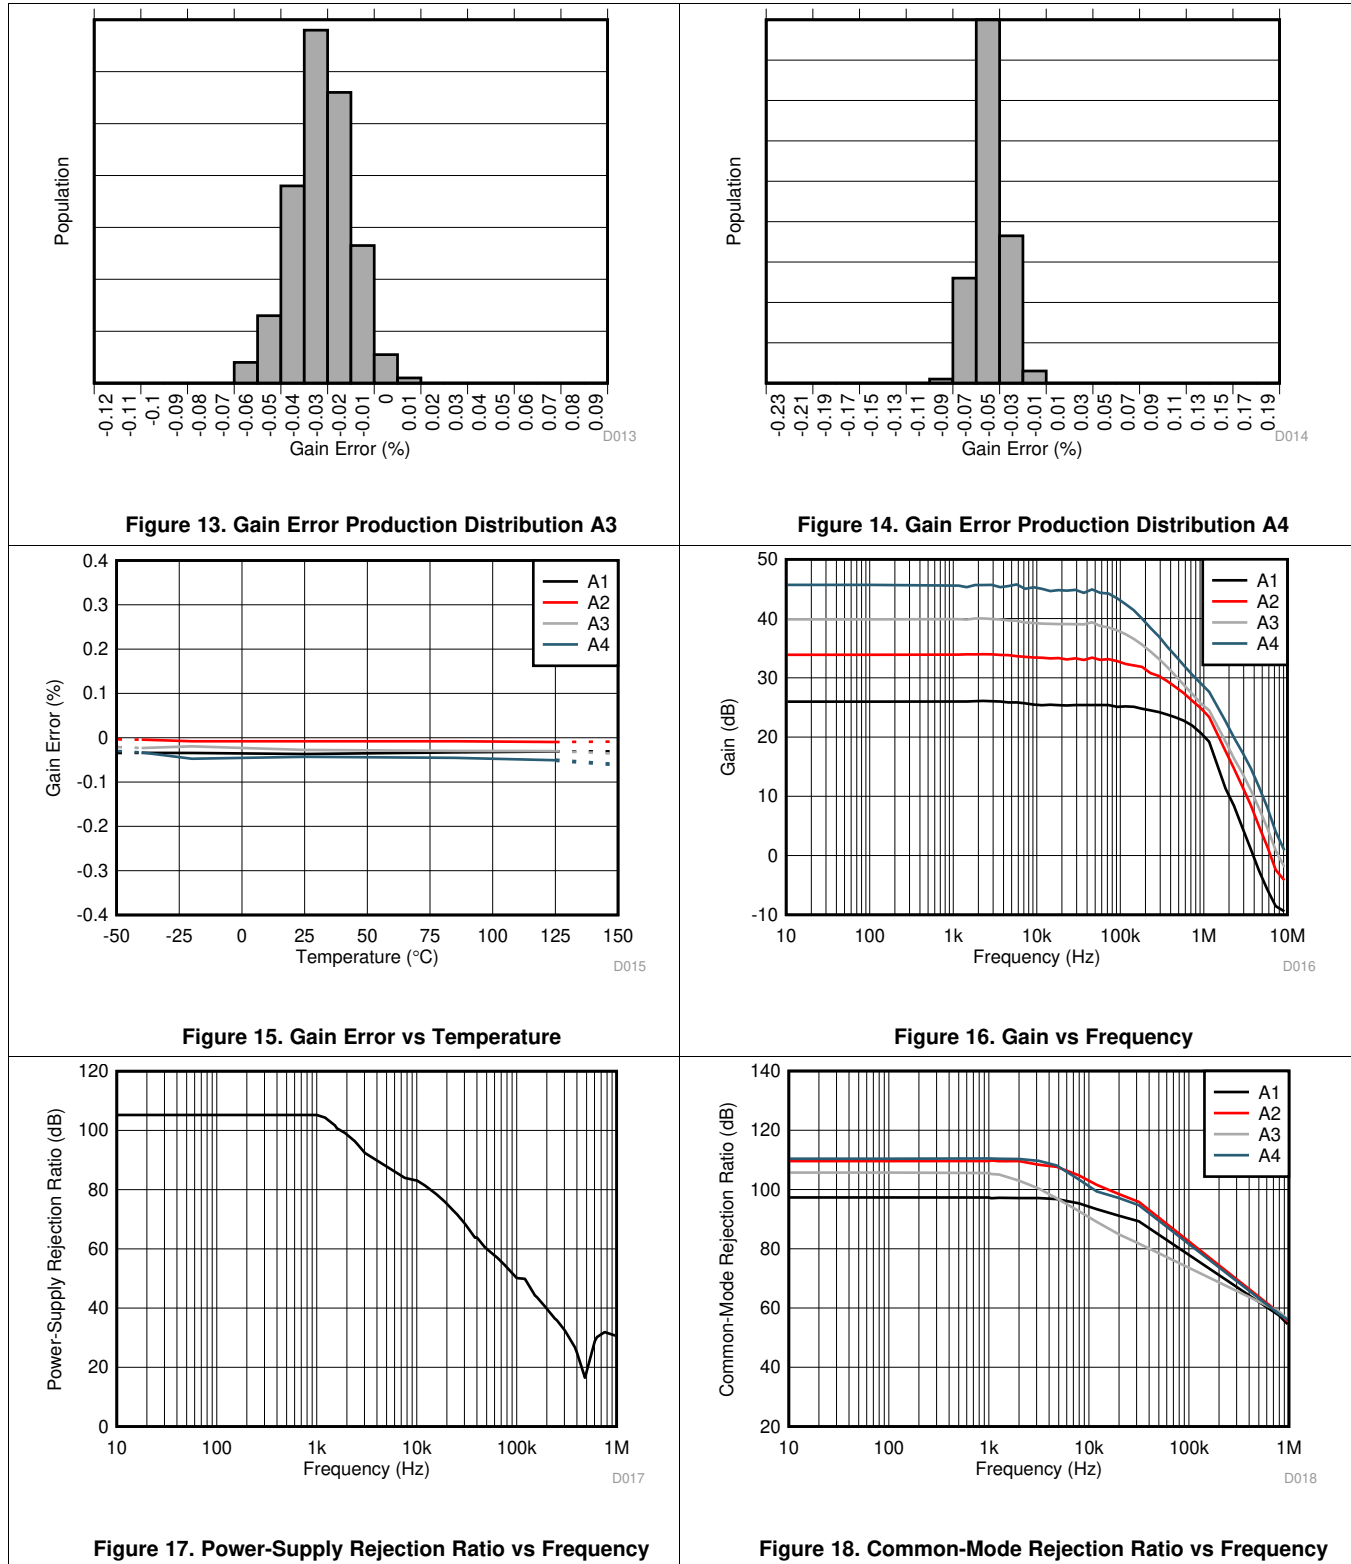 Population
-0.12
-0.11
-0.1
-0.09
-0.08
-0.07
-0.06
-0.05
-0.04
-0.03
-0.02
-0.01
0
0.01
0.02
0.03
0.04
0.05
0.06
0.07
0.08
0.09
D013
Gain Error (%)
Figure 13. Gain Error Production Distribution A3
Population
-0.23
-0.21
-0.19
-0.17
-0.15
-0.13
-0.11
-0.09
-0.07
-0.05
-0.03
-0.01
0.01
0.03
0.05
0.07
0.09
0.11
0.13
0.15
0.17
0.19
D014
Gain Error (%)
Figure 14. Gain Error Production Distribution A4
Gain Error (%)
0.4
0.3
0.2
0.1
0
-0.1
-0.2
-0.3
-0.4
A1
A2
A3
A4
-50 -25 0 25 50 75 100 125 150
Temperature (°C)
D015
Figure 15. Gain Error vs Temperature
Gain (dB)
50
40
30
20
10
0
-10
A1
A2
A3
A4
10 100 1k 10k 100k 1M 10M
Frequency (Hz)
D016
Figure 16. Gain vs Frequency
Power-Supply Rejection Ratio (dB)
120
100
80
60
40
20
0
10 100 1k 10k 100k 1M
Frequency (Hz)
D017
Figure 17. Power-Supply Rejection Ratio vs Frequency
Common-Mode Rejection Ratio (dB)
140
120
100
80
60
40
20
A1
A2
A3
A4
10 100 1k 10k 100k 1M
Frequency (Hz)
D018
Figure 18. Common-Mode Rejection Ratio vs Frequency